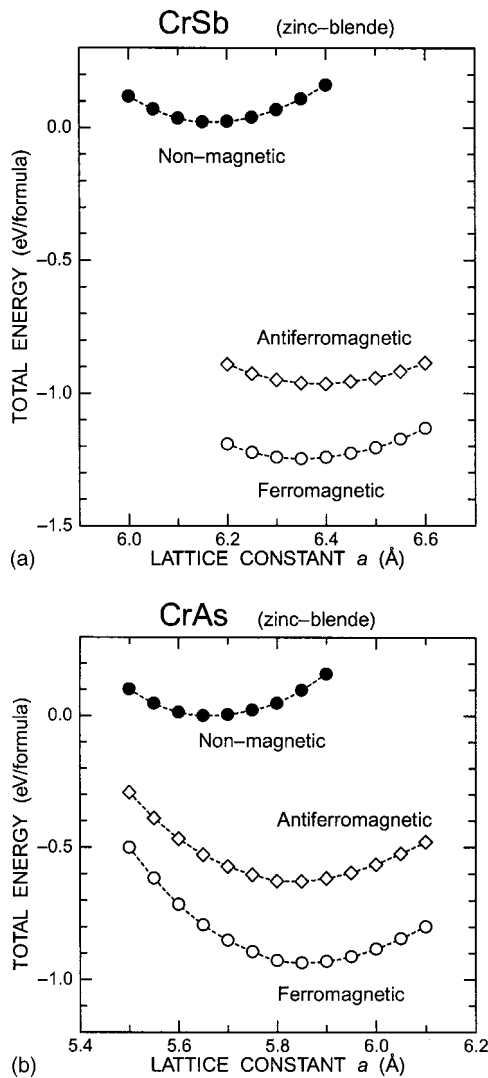 CrSb (zinc–blende)
TOTAL ENERGY (eV/formula)
0.0
−0.5
−1.0
−1.5
Non–magnetic
Antiferromagnetic
Ferromagnetic
6.0 6.2 6.4 6.6
(a) LATTICE CONSTANT a (Å)
CrAs (zinc–blende)
TOTAL ENERGY (eV/formula)
0.0
−0.5
−1.0
Non–magnetic
Antiferromagnetic
Ferromagnetic
5.4 5.6 5.8 6.0 6.2
(b) LATTICE CONSTANT a (Å)